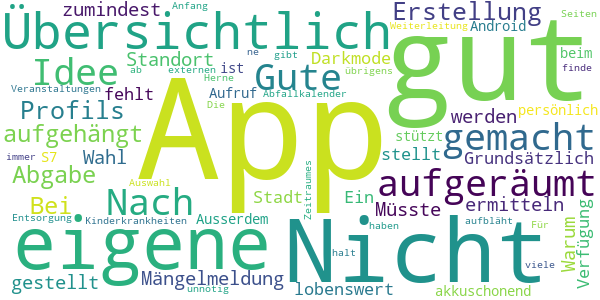 zumindest Anfang Erstellung Weiterleitung Seiten
Übersichtlich gut Android
Idee Standort ne gibt Darkmode beim
ab externen ist Gute übrigens finde
Veranstaltungen fehlt Aufruf Herne Abfallkalender persönlich
Profils App Die werden
aufgehängt stützt gemacht
immer S7 Wahl stellt Grundsätzlich
Abgabe Auswahl aufgeräumt
Bei Nach Stadt Ein Müsste ermitteln
Entsorgung Kinderkrankheiten Ausserdem Zeitraumes Nicht aufbläht Für
eigene halt haben Warum Verfügung
gestellt Mängelmeldung viele
unnötig lobenswert akkuschonend